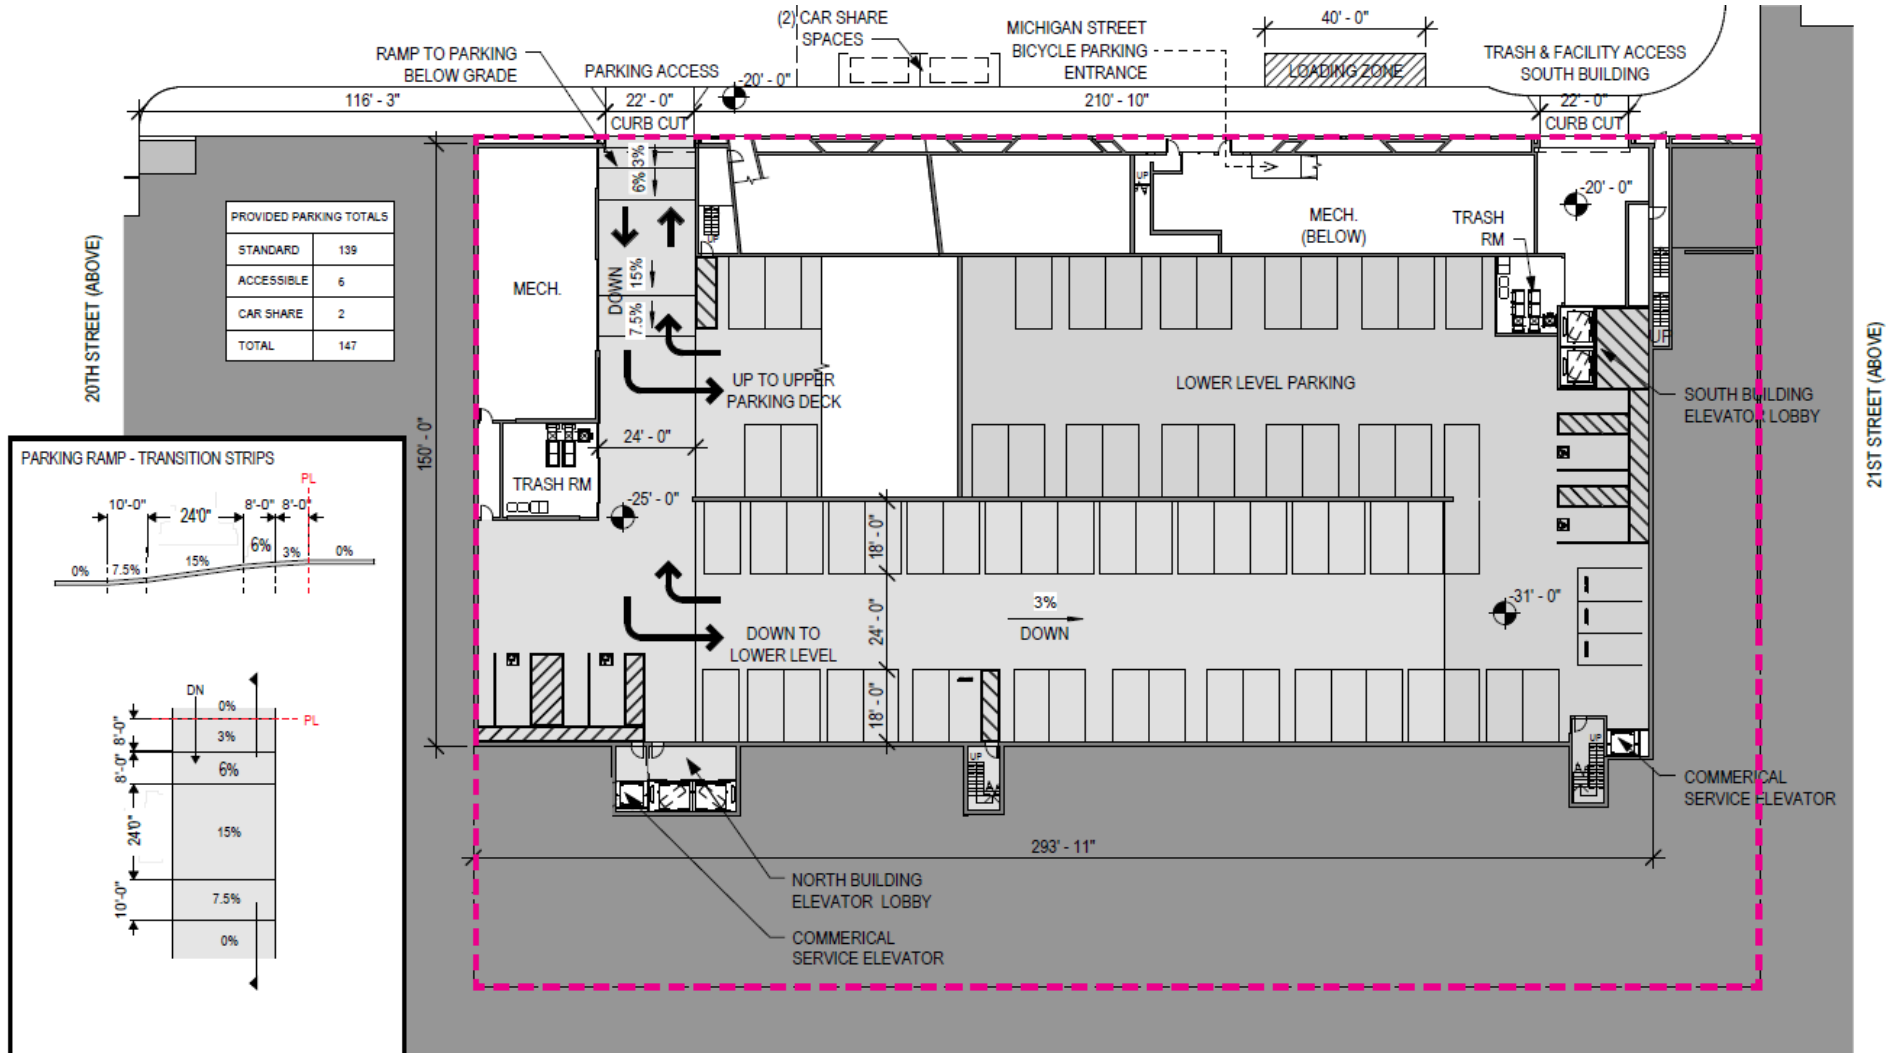 (2) CAR SHARE
SPACES
MICHIGAN STREET
BICYCLE PARKING
ENTRANCE
40' - 0"
RAMP TO PARKING
BELOW GRADE
PARKING ACCESS
-20' - 0"
LOADING ZONE
TRASH & FACILITY ACCESS
SOUTH BUILDING
116' - 3"
22' - 0"
210' - 10"
22' - 0"
CURB CUT
CURB CUT
3%
6%
15%
7.5%
DOWN
UP
UP
-20' - 0"
PROVIDED PARKING TOTALS
STANDARD 139
ACCESSIBLE 6
CAR SHARE 2
TOTAL 147
MECH.
(BELOW)
TRASH
RM
20TH STREET (ABOVE)
MECH.
UP
21ST STREET (ABOVE)
UP TO UPPER
PARKING DECK
LOWER LEVEL PARKING
SOUTH BUILDING
ELEVATOR LOBBY
150' - 0"
24' - 0"
TRASH RM
-25' - 0"
18' - 0"
24' - 0"
18' - 0"
3%
DOWN
-31' - 0"
DOWN TO
LOWER LEVEL
UP
UP
COMMERICAL
SERVICE ELEVATOR
293' - 11"
NORTH BUILDING
ELEVATOR LOBBY
COMMERICAL
SERVICE ELEVATOR
PARKING RAMP - TRANSITION STRIPS
PL
10'-0"
24'0"
8'-0"
8'-0"
0%
7.5%
15%
6%
3%
0%
DN
0%
PL
8'-0"
3%
8'-0"
6%
24'0"
15%
10'-0"
7.5%
0%